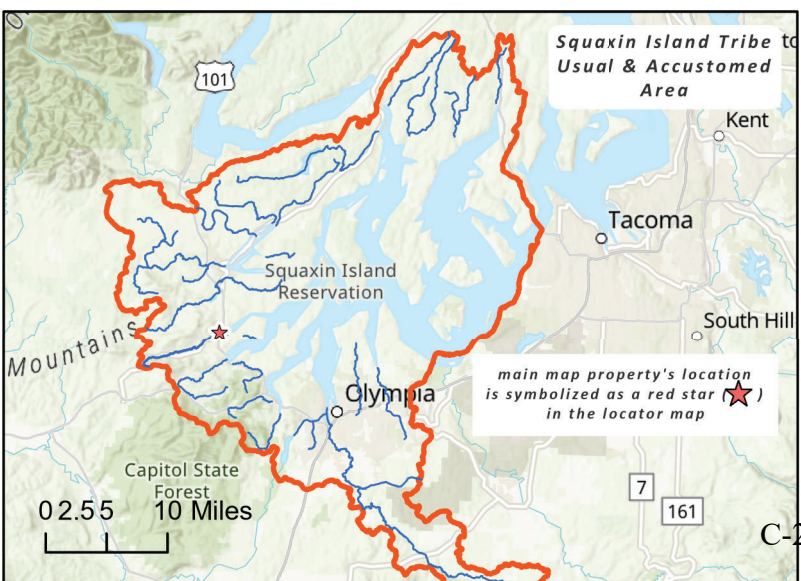 Squaxin Island Tribe
Usual & Accustomed
Area
101
Kent
Tacoma
Squaxin Island
Reservation
Mountains
South Hill
main map property's location
is symbolized as a red star ( )
in the locator map
Olympia
Capitol State
Forest
7
161
0 2.5 5 10 Miles